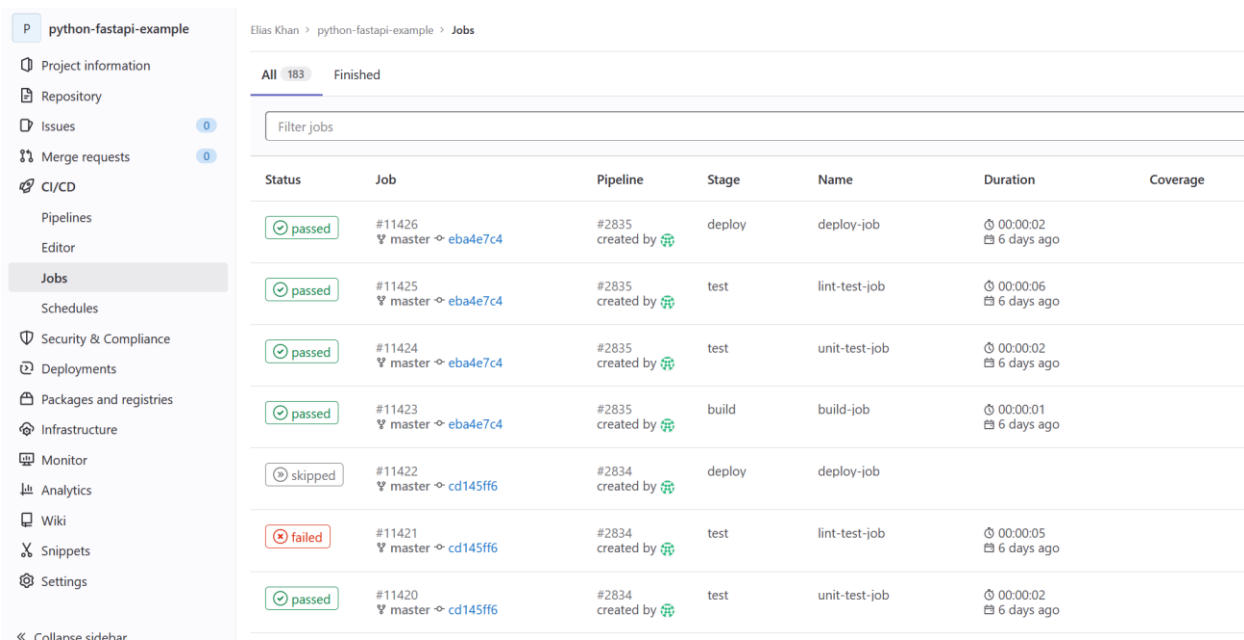 P python-fastapi-example
Project information
Repository
Issues 0
Merge requests 0
CI/CD
Pipelines
Editor
Jobs
Schedules
Security & Compliance
Deployments
Packages and registries
Infrastructure
Monitor
Analytics
Wiki
Snippets
Settings
« Collapse sidebar
Elias Khan > python-fastapi-example > Jobs
All 183 Finished
Filter jobs
Status Job Pipeline Stage Name Duration Coverage
passed #11426 #2835 deploy deploy-job 00:00:02
master eba4e7c4 created by 6 days ago
passed #11425 #2835 test lint-test-job 00:00:06
master eba4e7c4 created by 6 days ago
passed #11424 #2835 test unit-test-job 00:00:02
master eba4e7c4 created by 6 days ago
passed #11423 #2835 build build-job 00:00:01
master eba4e7c4 created by 6 days ago
skipped #11422 #2834 deploy deploy-job
master cd145ff6 created by
failed #11421 #2834 test lint-test-job 00:00:05
master cd145ff6 created by 6 days ago
passed #11420 #2834 test unit-test-job 00:00:02
master cd145ff6 created by 6 days ago